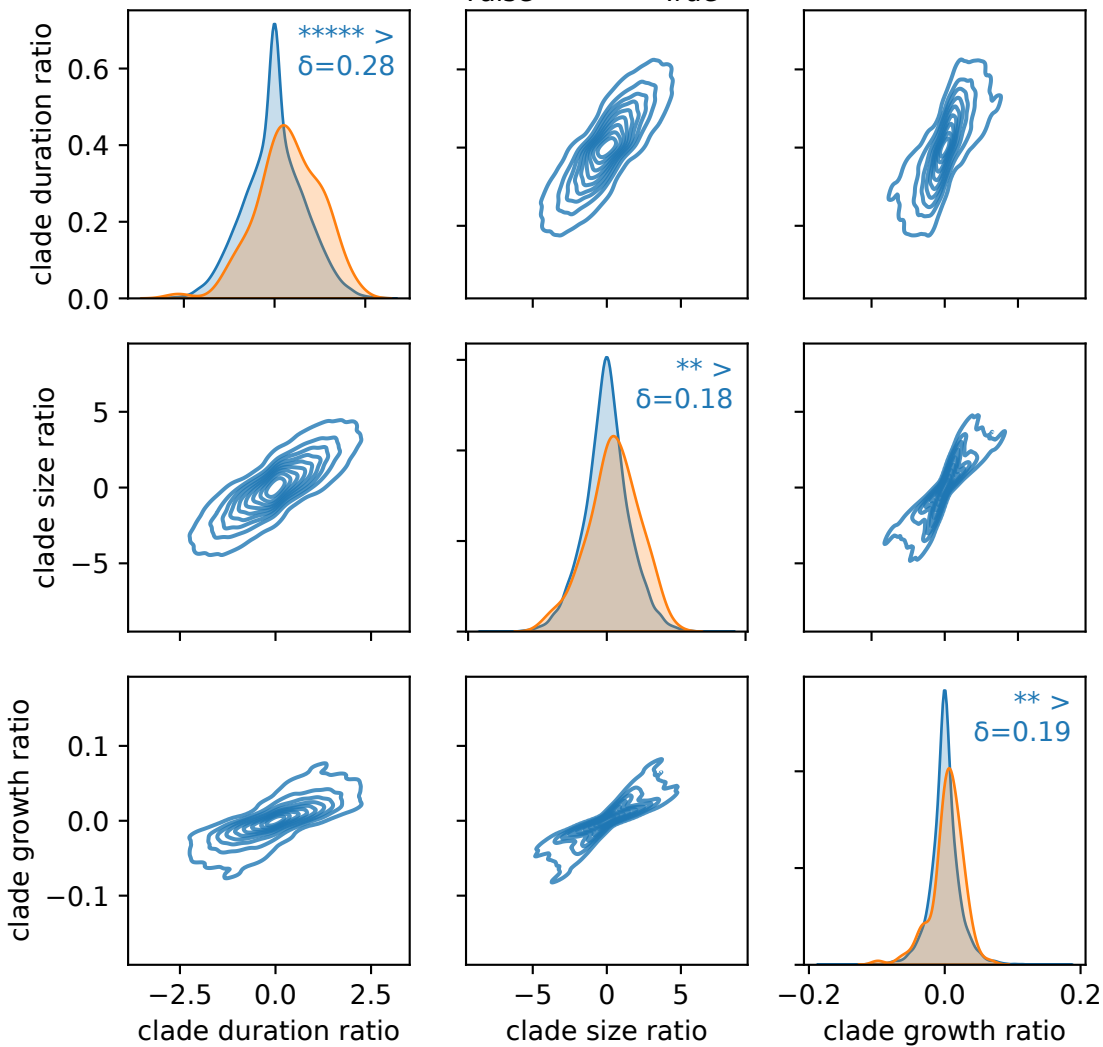 clade duration ratio
0.6
0.4
0.2
0.0
***** >
δ=0.28
clade size ratio
5
0
−5
** >
δ=0.18
clade growth ratio
0.1
0.0
−0.1
** >
δ=0.19
−2.5 0.0 2.5
−5 0 5
−0.2 0.0 0.2
clade duration ratio
clade size ratio
clade growth ratio